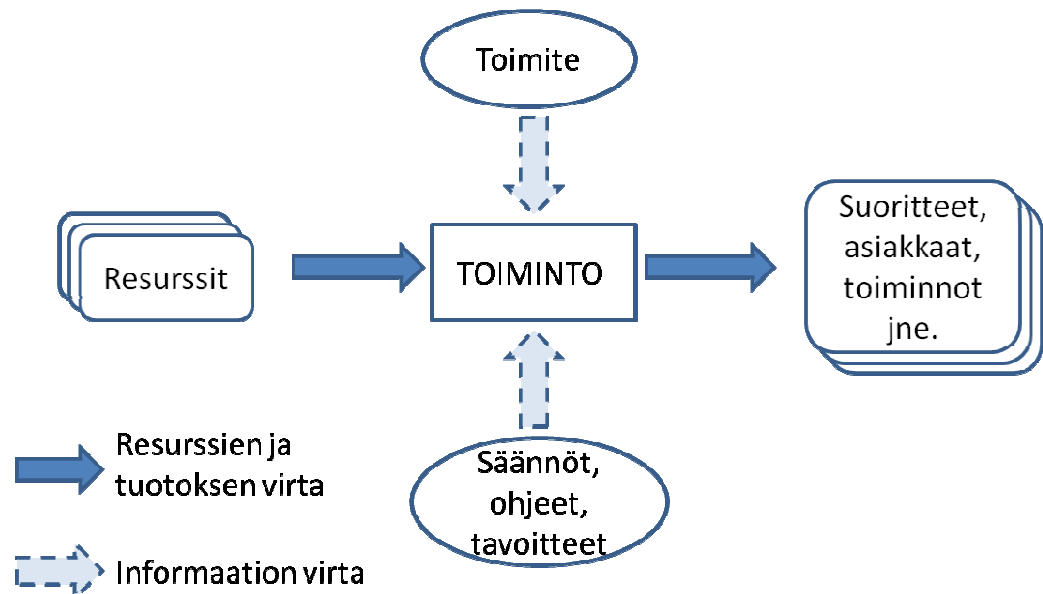 Toimite
Resurssit
TOIMINTO
Suoritteet,
asiakkaat,
toiminnot
jne.
Säännöt,
ohjeet,
tavoitteet
Resurssien ja
tuotoksen virta
Informaation virta